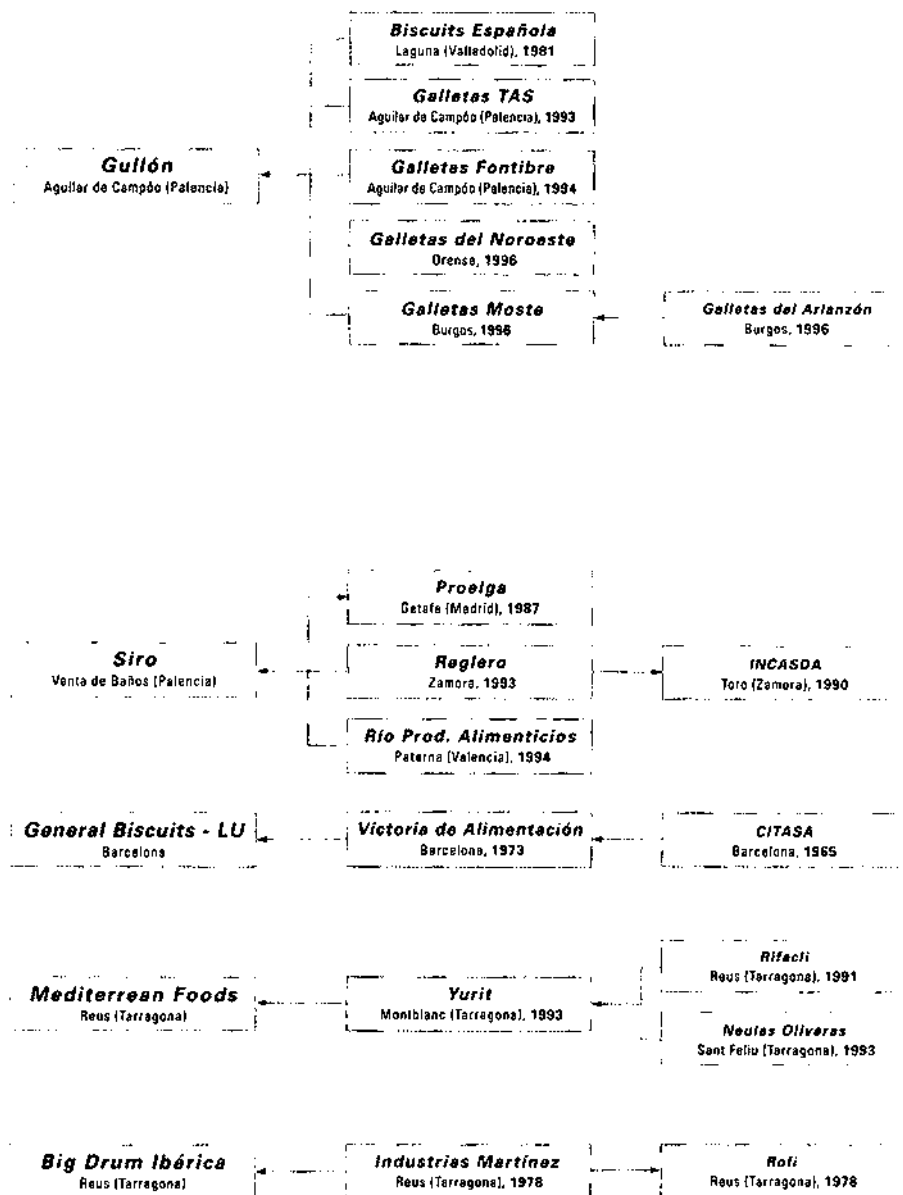 Biscuits Española
Laguna (Valladolid), 1981
Galletas TAS
Aguilar de Campóo (Palencia), 1993
Gullón
Aguilar de Campóo (Palencia)
Galletas Fontibre
Aguilar de Campóo (Palencia), 1994
Galletas del Noroeste
Orense, 1996
Galletas Moste
Burgos, 1996
Galletas del Arlanzón
Burgos, 1996
Proelga
Getafe (Madrid), 1987
Siro
Venta de Baños (Palencia)
Reglero
Zamora, 1993
INCASDA
Toro (Zamora), 1990
Río Prod. Alimenticios
Paterna (Valencia), 1994
General Biscuits - LU
Barcelona
Victoria de Alimentación
Barcelona, 1973
CITASA
Barcelona, 1965
Rifacli
Reus (Tarragona), 1991
Mediterrean Foods
Reus (Tarragona)
Yurit
Montblanc (Tarragona), 1993
Neulas Oliveras
Sant Feliu (Tarragona), 1993
Big Drum Ibérica
Reus (Tarragona)
Industrias Martínez
Reus (Tarragona), 1978
Rofi
Reus (Tarragona), 1978